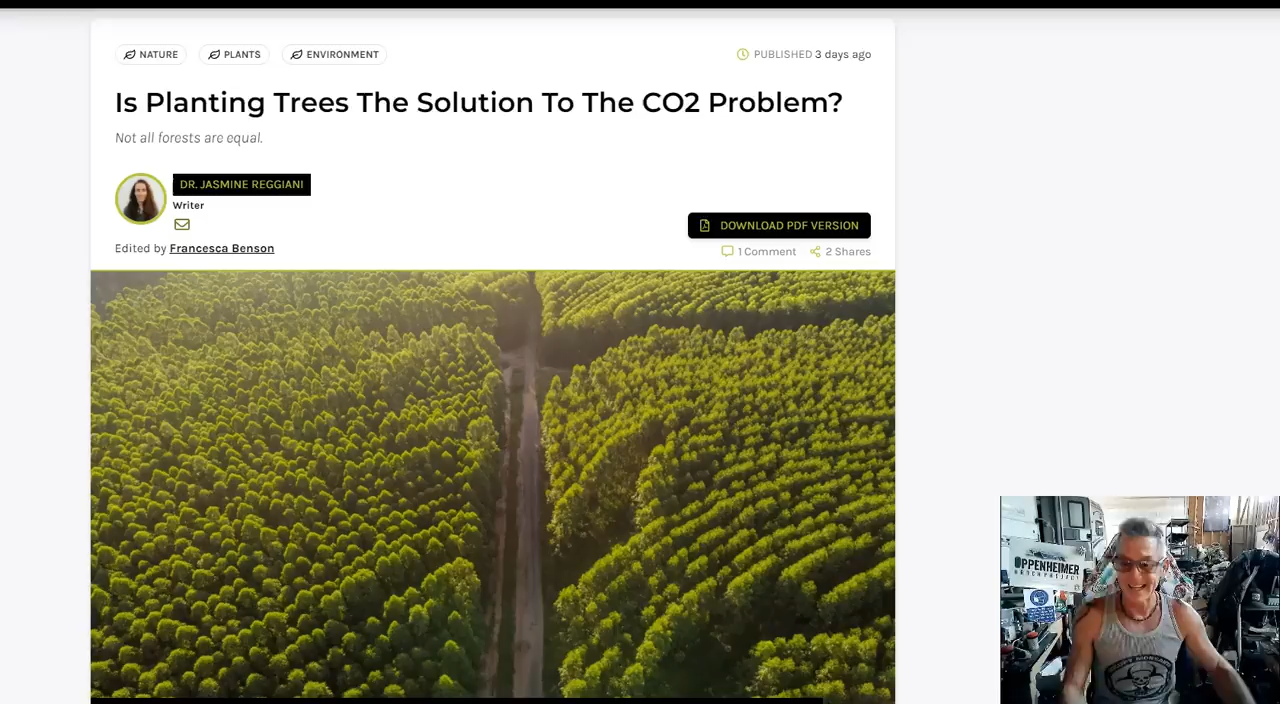 NATURE
PLANTS
ENVIRONMENT
PUBLISHED 3 days ago
Is Planting Trees The Solution To The CO2 Problem?
Not all forests are equal.
DR. JASMINE REGGIANI
Writer
Edited by Francesca Benson
DOWNLOAD PDF VERSION
1 Comment
2 Shares
OPPENHEIMER